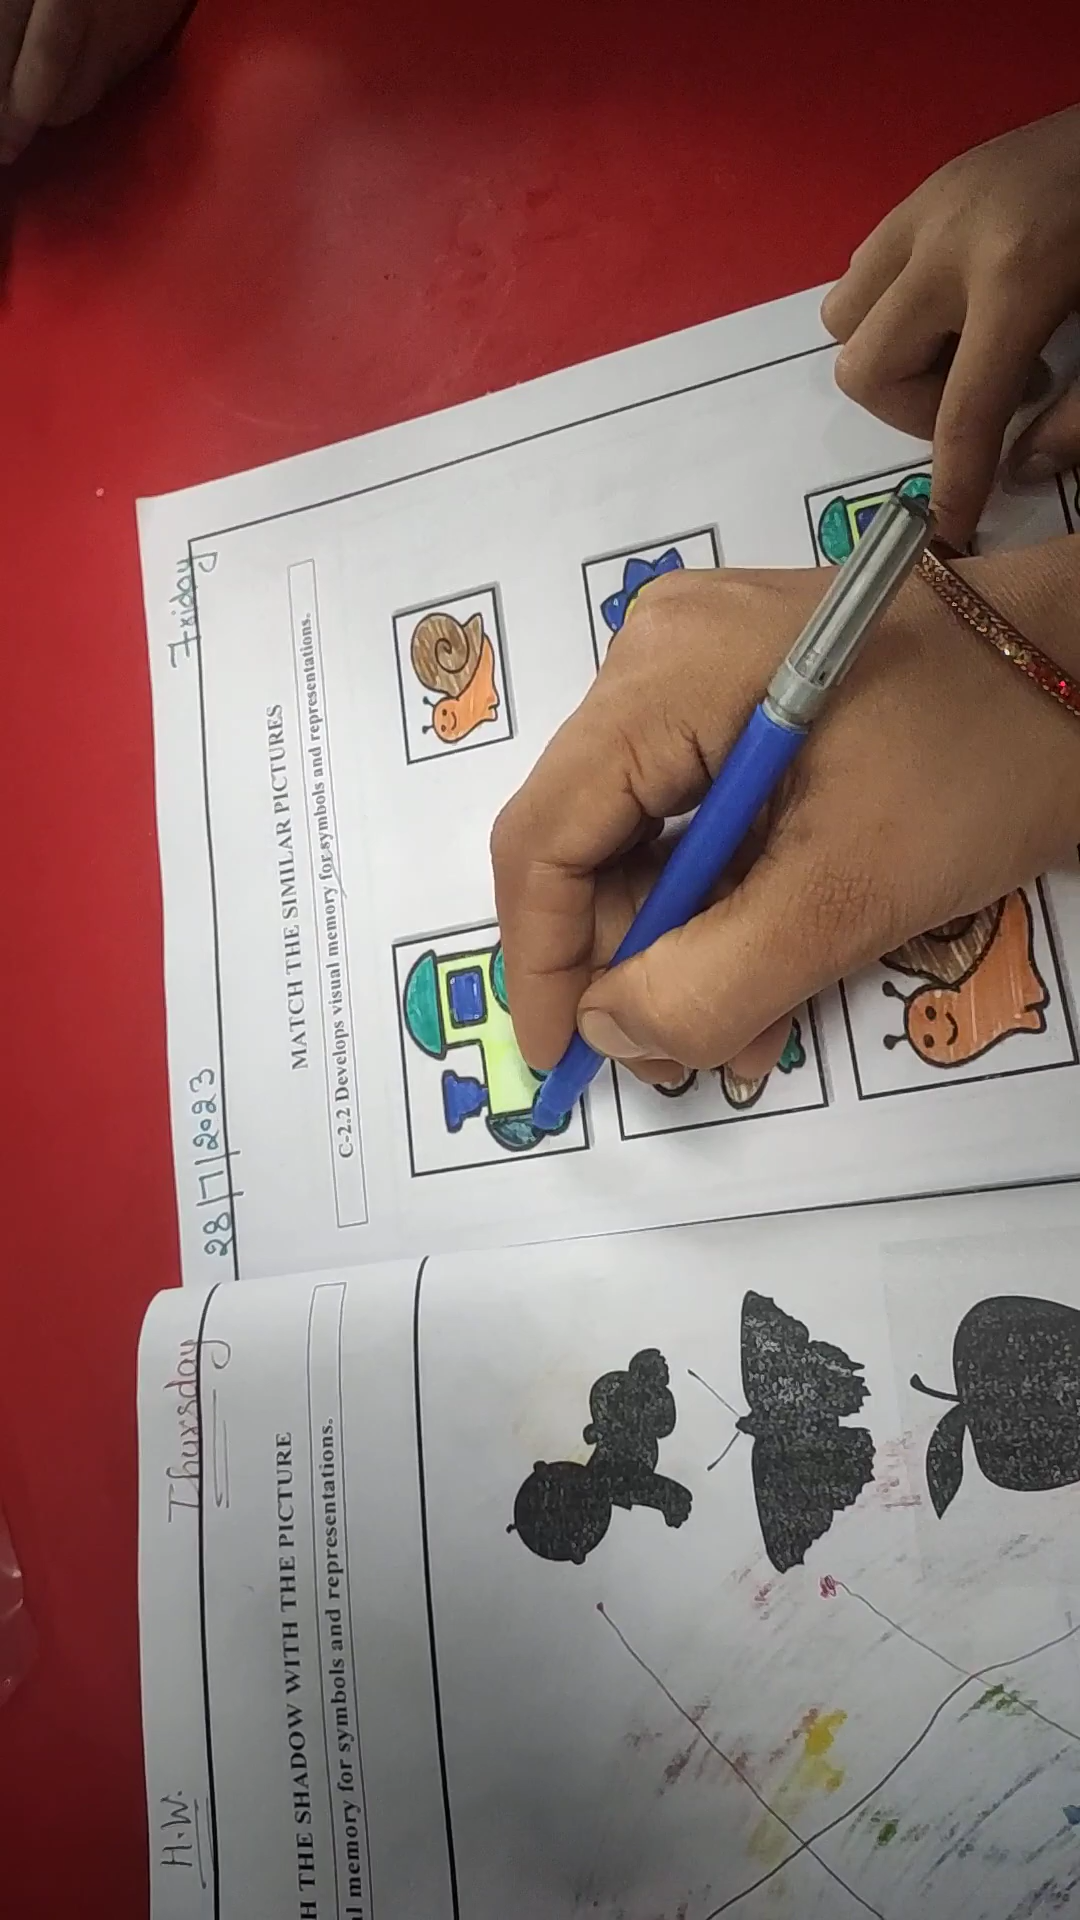 H.W.
Thursday
H THE SHADOW WITH THE PICTURE
l memory for symbols and representations.
28/7/2023
Friday
MATCH THE SIMILAR PICTURES
C-2.2 Develops visual memory for symbols and representations.